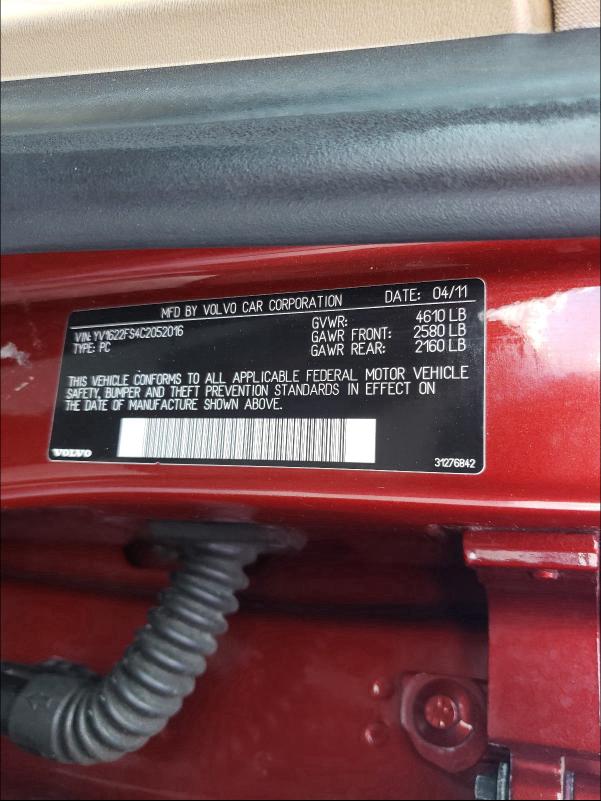 MFD BY VOLVO CAR CORPORATION DATE: 04/11
VIN: YV1622FS4C2052016 GVWR: 4610 LB
TYPE: PC GAWR FRONT: 2580 LB
GAWR REAR: 2160 LB
THIS VEHICLE CONFORMS TO ALL APPLICABLE FEDERAL MOTOR VEHICLE
SAFETY, BUMPER AND THEFT PREVENTION STANDARDS IN EFFECT ON
THE DATE OF MANUFACTURE SHOWN ABOVE.
VOLVO 31276842